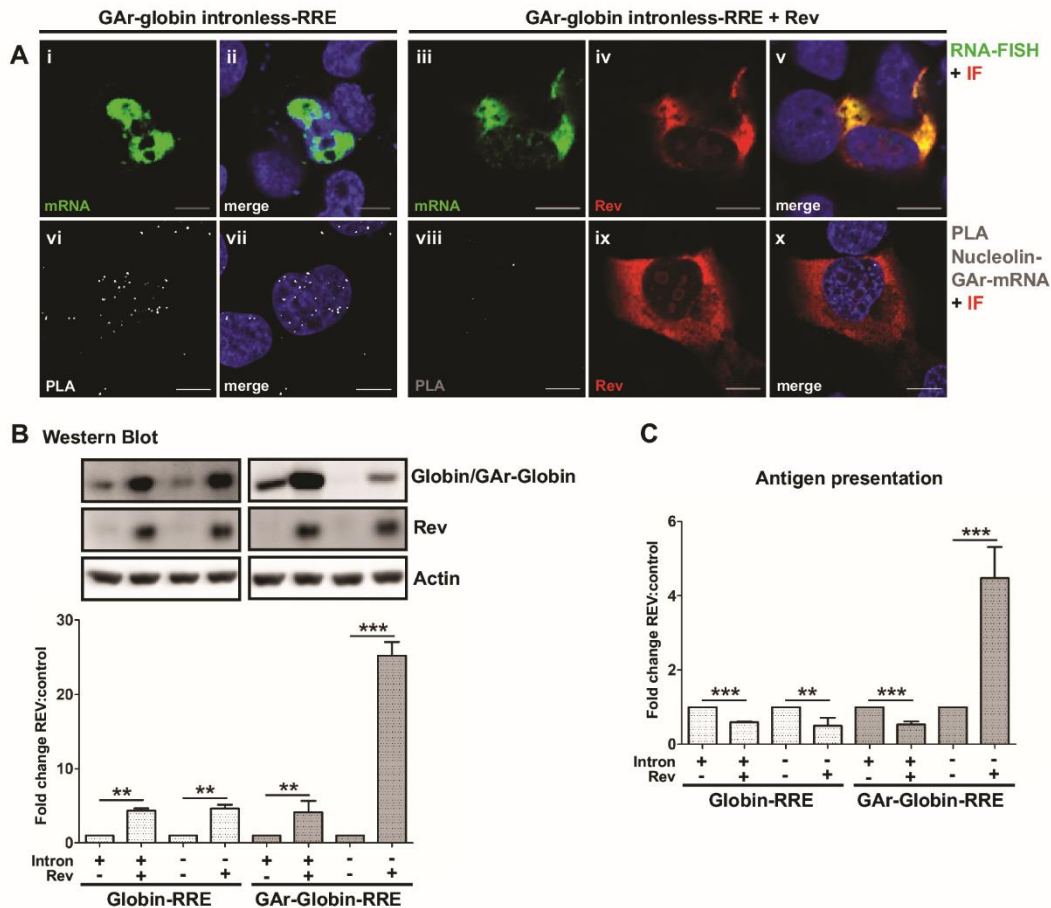 GAr-globin intronless-RRE
GAr-globin intronless-RRE + Rev
A
i
ii
iii
iv
v
RNA-FISH
+ IF
mRNA
merge
mRNA
Rev
merge
vi
vii
viii
ix
x
PLA
Nucleolin-
GAr-mRNA
+ IF
PLA
merge
PLA
Rev
merge
B Western Blot
Globin/GAr-Globin
Rev
Actin
Fold change REV:control
30
20
10
0
** ** ** ***
Intron + + - - + + - -
Rev - + - + - + - +
Globin-RRE GAr-Globin-RRE
C
Antigen presentation
Fold change REV:control
6
4
2
0
*** ** *** ***
Intron + + - - + + - -
Rev - + - + - + - +
Globin-RRE GAr-Globin-RRE